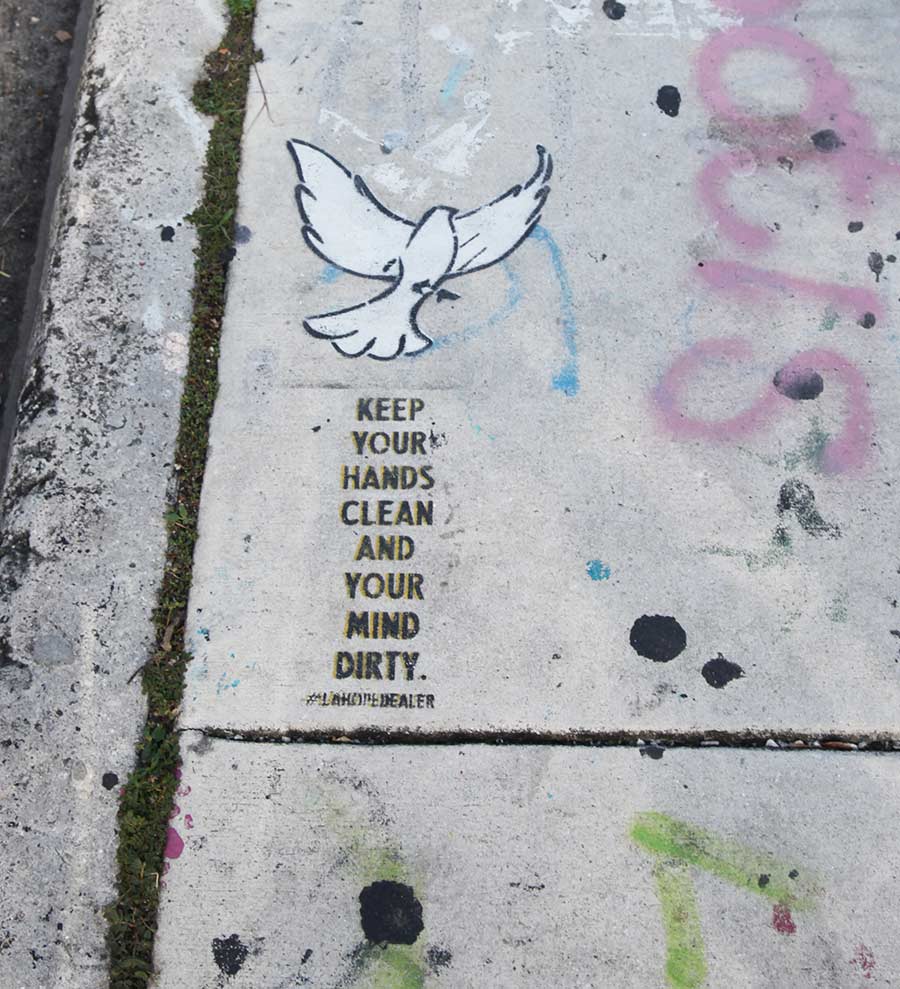 KEEP
YOUR
HANDS
CLEAN
AND
YOUR
MIND
DIRTY.
#LAHOPEDEALER